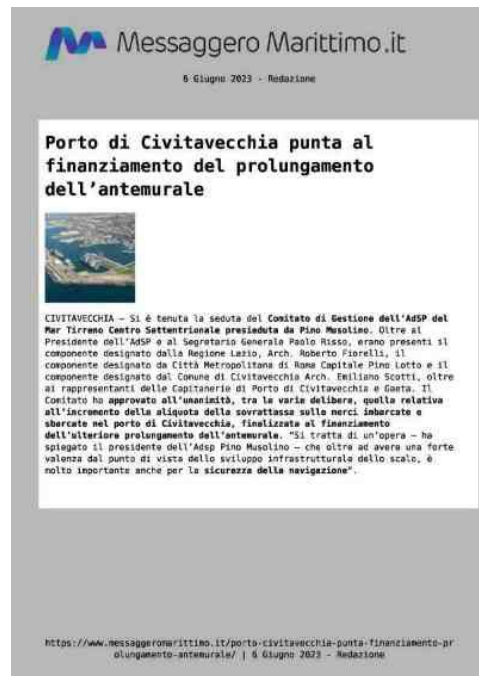 Messaggero Marittimo.it
6 Giugno 2023 - Redazione
Porto di Civitavecchia punta al
finanziamento del prolungamento
dell'antemurale
CIVITAVECCHIA – Si è tenuta la seduta del Comitato di Gestione dell'AdSP del
Mar Tirreno Centro Settentrionale presieduta da Pino Musolino. Oltre al
Presidente dell'AdSP e al Segretario Generale Paolo Risso, erano presenti il
componente designato dalla Regione Lazio, Arch. Roberto Fiorelli, il
componente designato da Città Metropolitana di Roma Capitale Pino Lotto e il
componente designato dal Comune di Civitavecchia Arch. Emiliano Scotti, oltre
ai rappresentanti delle Capitanerie di Porto di Civitavecchia e Gaeta. Il
Comitato ha approvato all'unanimità, tra le varie delibere, quella relativa
all'incremento della aliquota della sovrattassa sulle merci imbarcate e
sbarcate nel porto di Civitavecchia, finalizzata al finanziamento
dell'ulteriore prolungamento dell'antemurale. "Si tratta di un'opera – ha
spiegato il presidente dell'Adsp Pino Musolino – che oltre ad avere una forte
valenza dal punto di vista dello sviluppo infrastrutturale dello scalo, è
molto importante anche per la sicurezza della navigazione".
https://www.messaggeromarittimo.it/porto-civitavecchia-punta-finanziamento-pr
olungamento-antemurale/ | 6 Giugno 2023 - Redazione